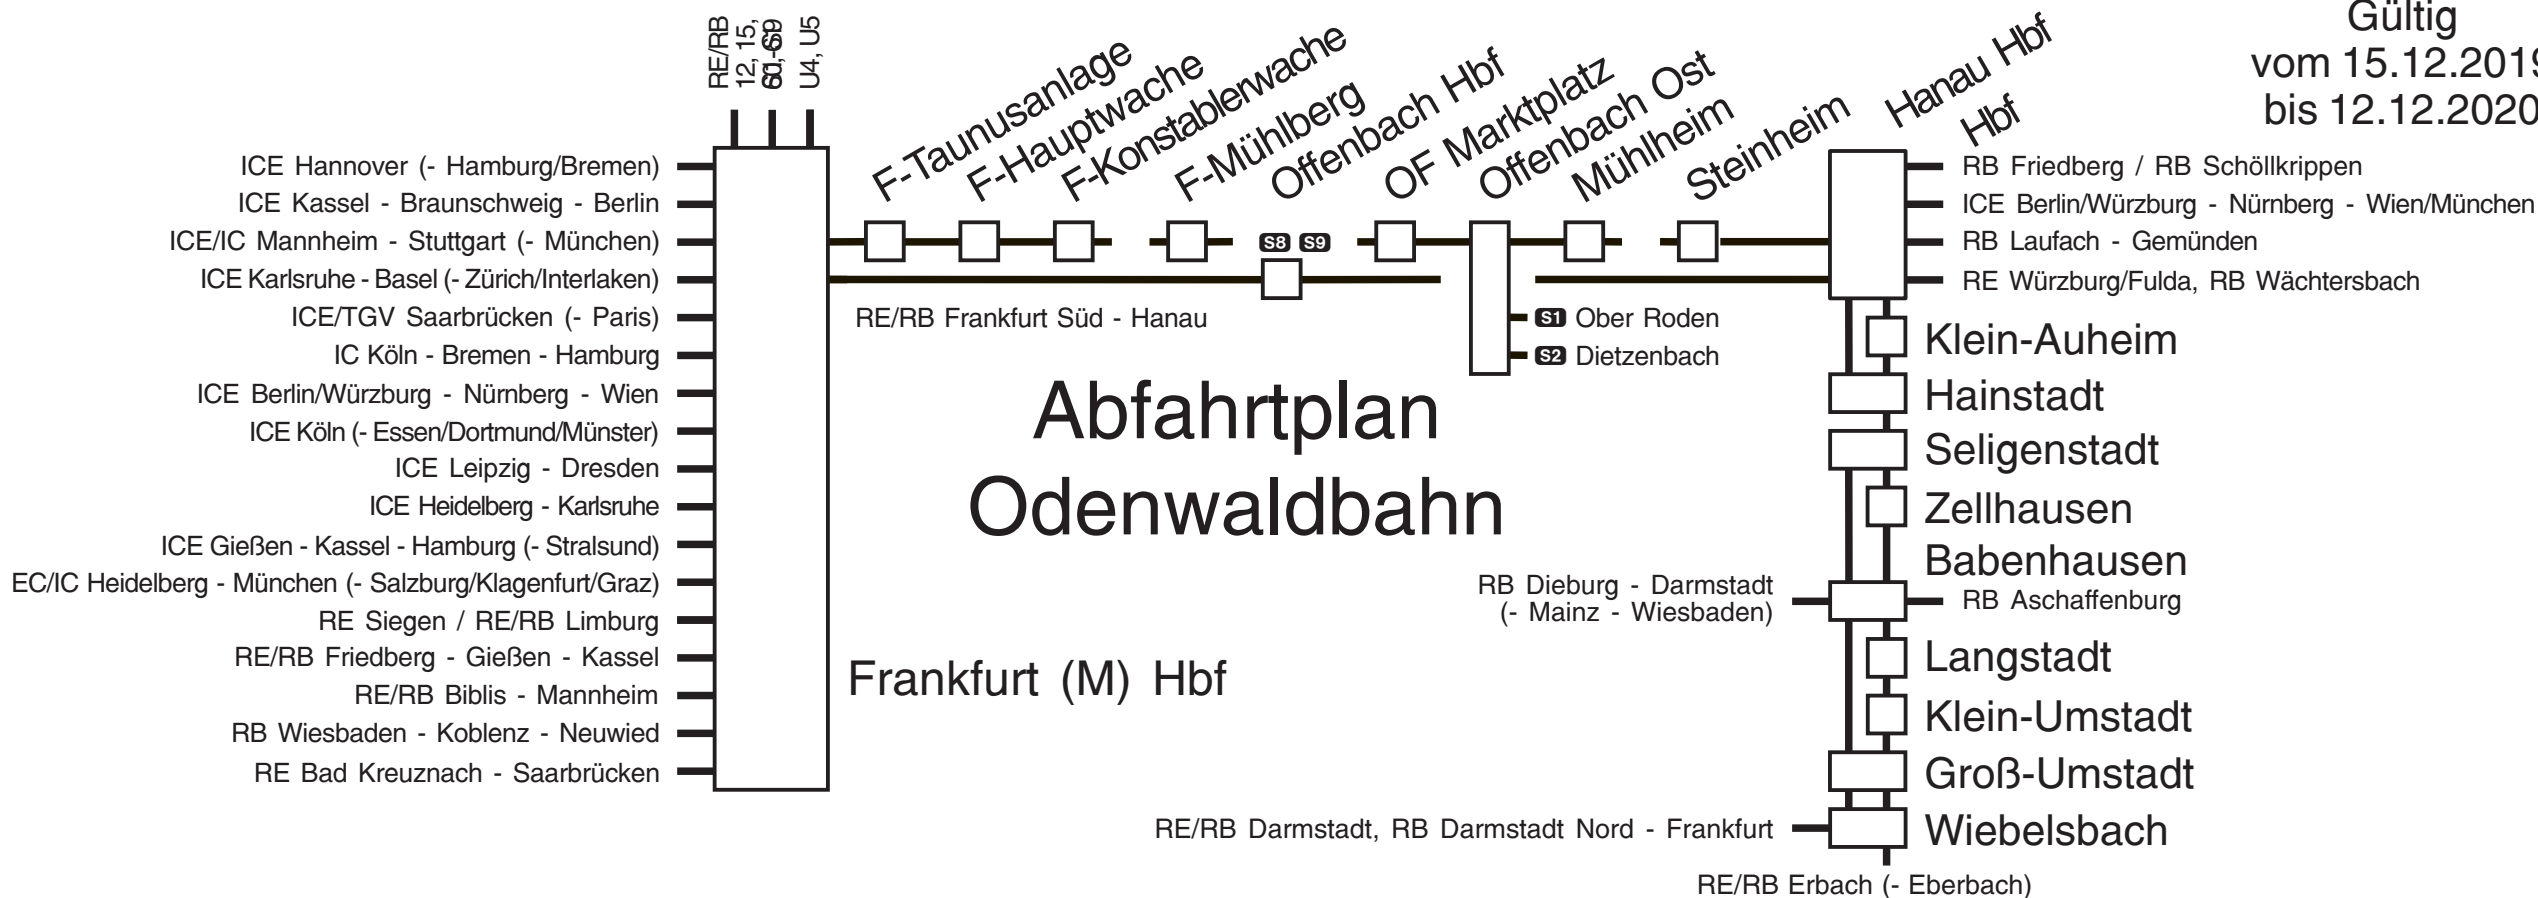 RE/RB
12, 15,
U4, U5
F-Taunusanlage
F-Hauptwache
F-Konstablerwache
F-Mühlberg
Offenbach Hbf
OF Marktplatz
Offenbach Ost
Mühlheim
Steinheim
Hanau Hbf
Hbf
Gültig
vom 15.12.2019
bis 12.12.2020
ICE Hannover (- Hamburg/Bremen)
ICE Kassel - Braunschweig - Berlin
ICE/IC Mannheim - Stuttgart (- München)
ICE Karlsruhe - Basel (- Zürich/Interlaken)
ICE/TGV Saarbrücken (- Paris)
IC Köln - Bremen - Hamburg
ICE Berlin/Würzburg - Nürnberg - Wien
ICE Köln (- Essen/Dortmund/Münster)
ICE Leipzig - Dresden
ICE Heidelberg - Karlsruhe
ICE Gießen - Kassel - Hamburg (- Stralsund)
EC/IC Heidelberg - München (- Salzburg/Klagenfurt/Graz)
RE Siegen / RE/RB Limburg
RE/RB Friedberg - Gießen - Kassel
RE/RB Biblis - Mannheim
RB Wiesbaden - Koblenz - Neuwied
RE Bad Kreuznach - Saarbrücken
S8 S9
RE/RB Frankfurt Süd - Hanau
S1 Ober Roden
S2 Dietzenbach
Abfahrtplan
Odenwaldbahn
Frankfurt (M) Hbf
RB Friedberg / RB Schöllkrippen
ICE Berlin/Würzburg - Nürnberg - Wien/München
RB Laufach - Gemünden
RE Würzburg/Fulda, RB Wächtersbach
Klein-Auheim
Hainstadt
Seligenstadt
Zellhausen
Babenhausen
RB Dieburg - Darmstadt
(- Mainz - Wiesbaden)
RB Aschaffenburg
Langstadt
Klein-Umstadt
Groß-Umstadt
RE/RB Darmstadt, RB Darmstadt Nord - Frankfurt
Wiebelsbach
RE/RB Erbach (- Eberbach)